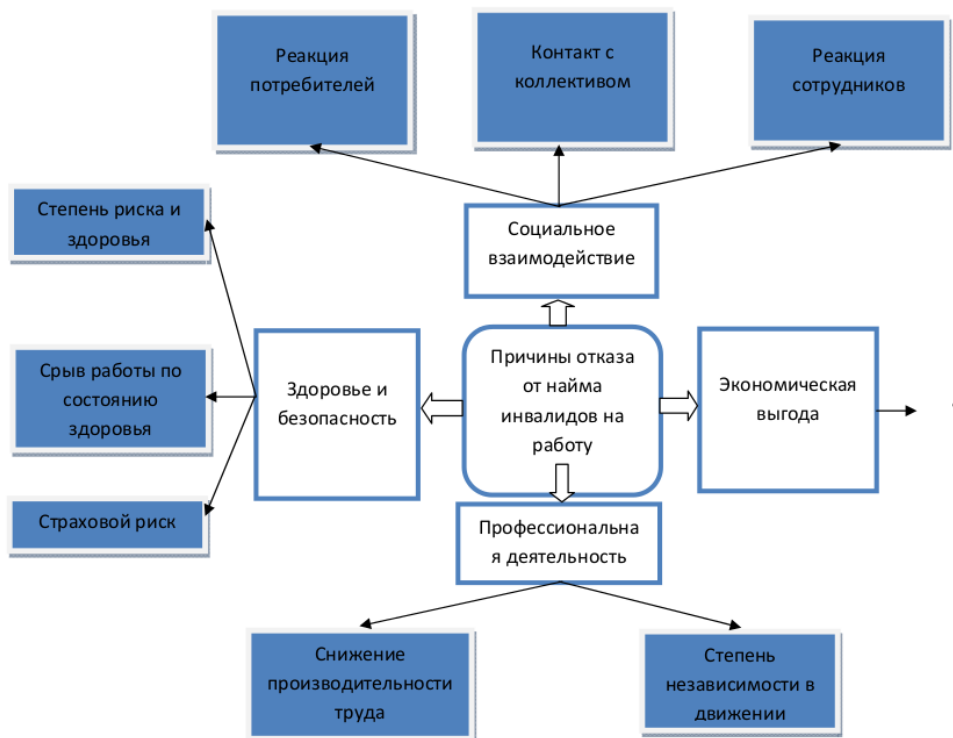 Реакция
потребителей
Контакт с
коллективом
Реакция
сотрудников
Степень риска и
здоровья
Социальное
взаимодействие
Срыв работы по
состоянию
здоровья
Здоровье и
безопасность
Причины отказа
от найма
инвалидов на
работу
Экономическая
выгода
Страховой риск
Профессиональна
я деятельность
Снижение
производительности
труда
Степень
независимости в
движении